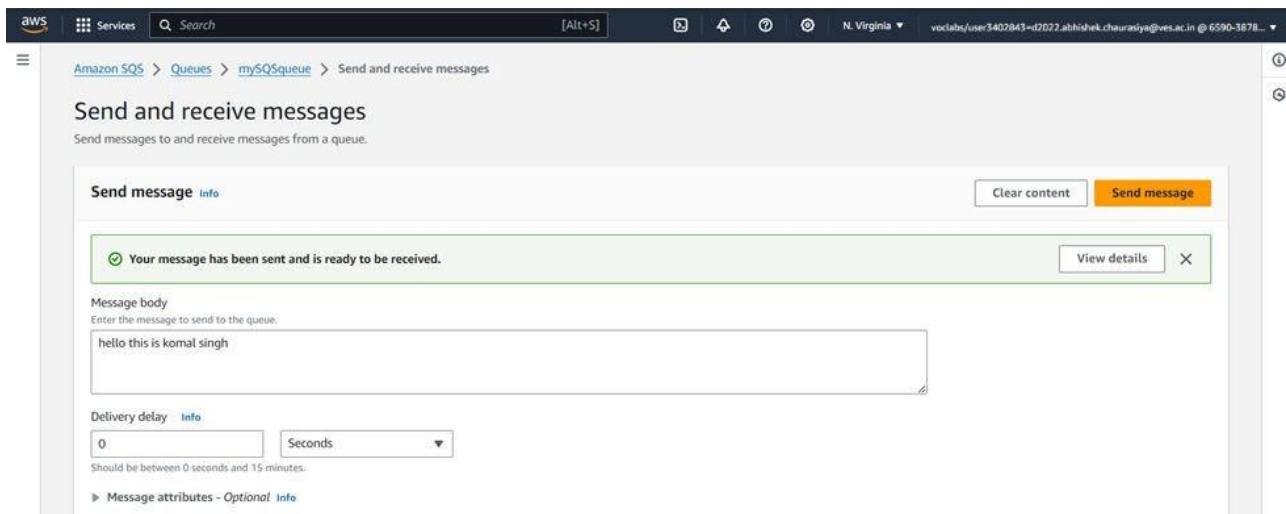 aws Services Search [Alt+S] N. Virginia voclabs/user3402843=d2022.abhishek.chaurasiya@ves.ac.in @ 6590-3878...
Amazon SQS > Queues > mySQSqueue > Send and receive messages
Send and receive messages
Send messages to and receive messages from a queue.
Send message Info Clear content Send message
Your message has been sent and is ready to be received. View details
Message body
Enter the message to send to the queue.
hello this is komal singh
Delivery delay Info
0 Seconds
Should be between 0 seconds and 15 minutes.
Message attributes - Optional Info